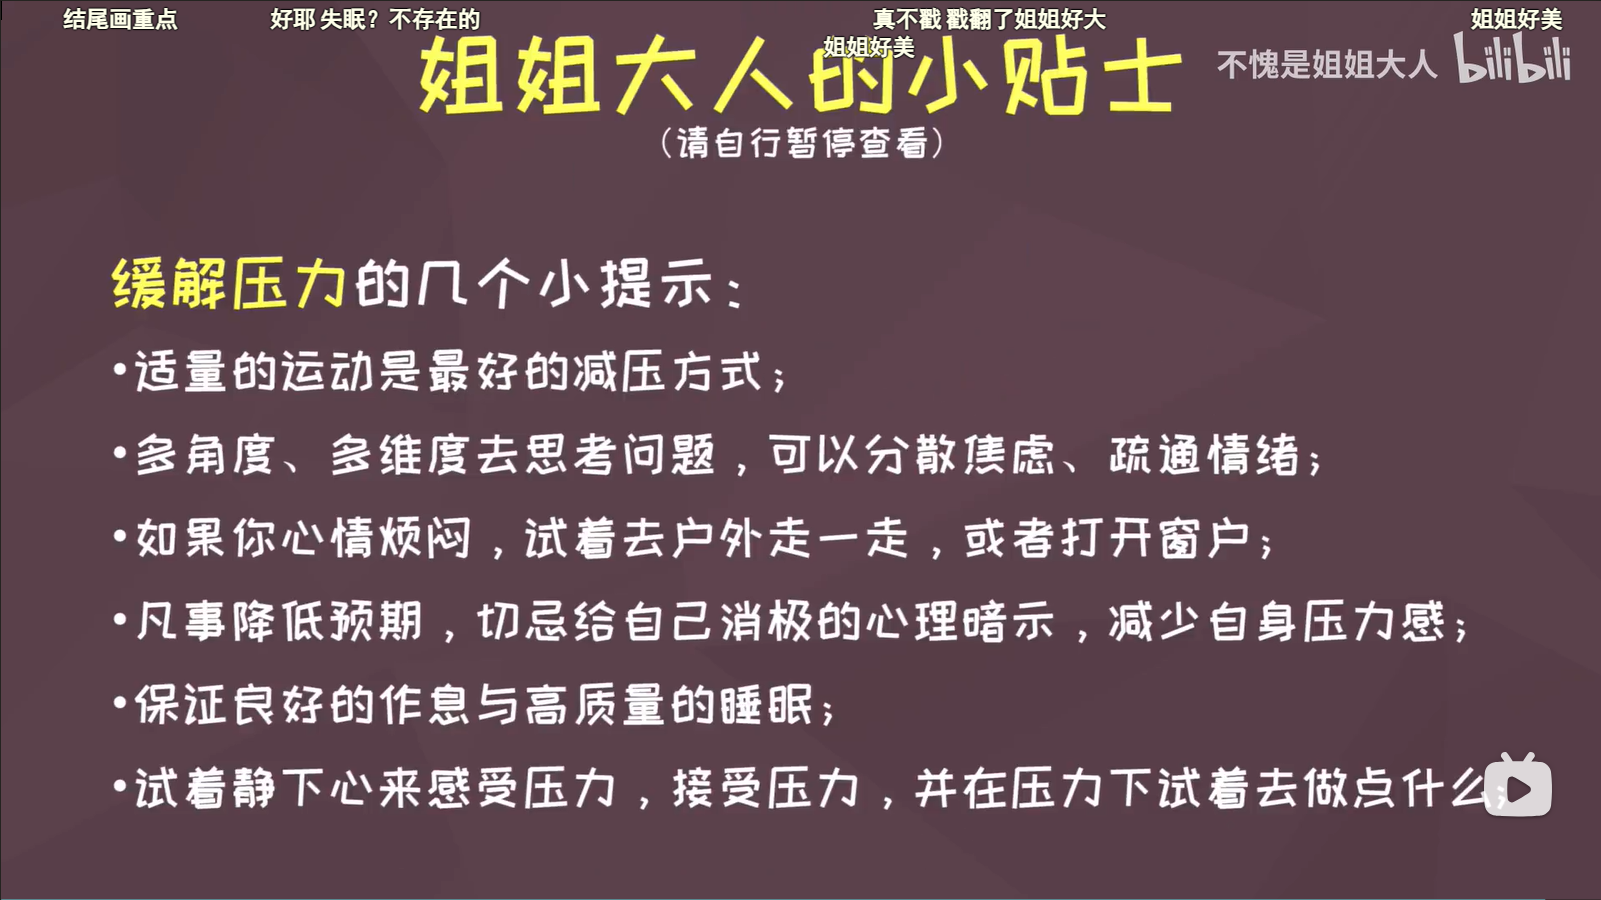 结尾画重点
好耶 失眠？不存在的
真不戳 戳翻了姐姐好大
姐姐好美
姐姐好美
姐姐大人的小贴士
不愧是姐姐大人 bilibili
（请自行暂停查看）
缓解压力的几个小提示：
•适量的运动是最好的减压方式；
•多角度、多维度去思考问题，可以分散焦虑、疏通情绪；
•如果你心情烦闷，试着去户外走一走，或者打开窗户；
•凡事降低预期，切忌给自己消极的心理暗示，减少自身压力感；
•保证良好的作息与高质量的睡眠；
•试着静下心来感受压力，接受压力，并在压力下试着去做点什么；